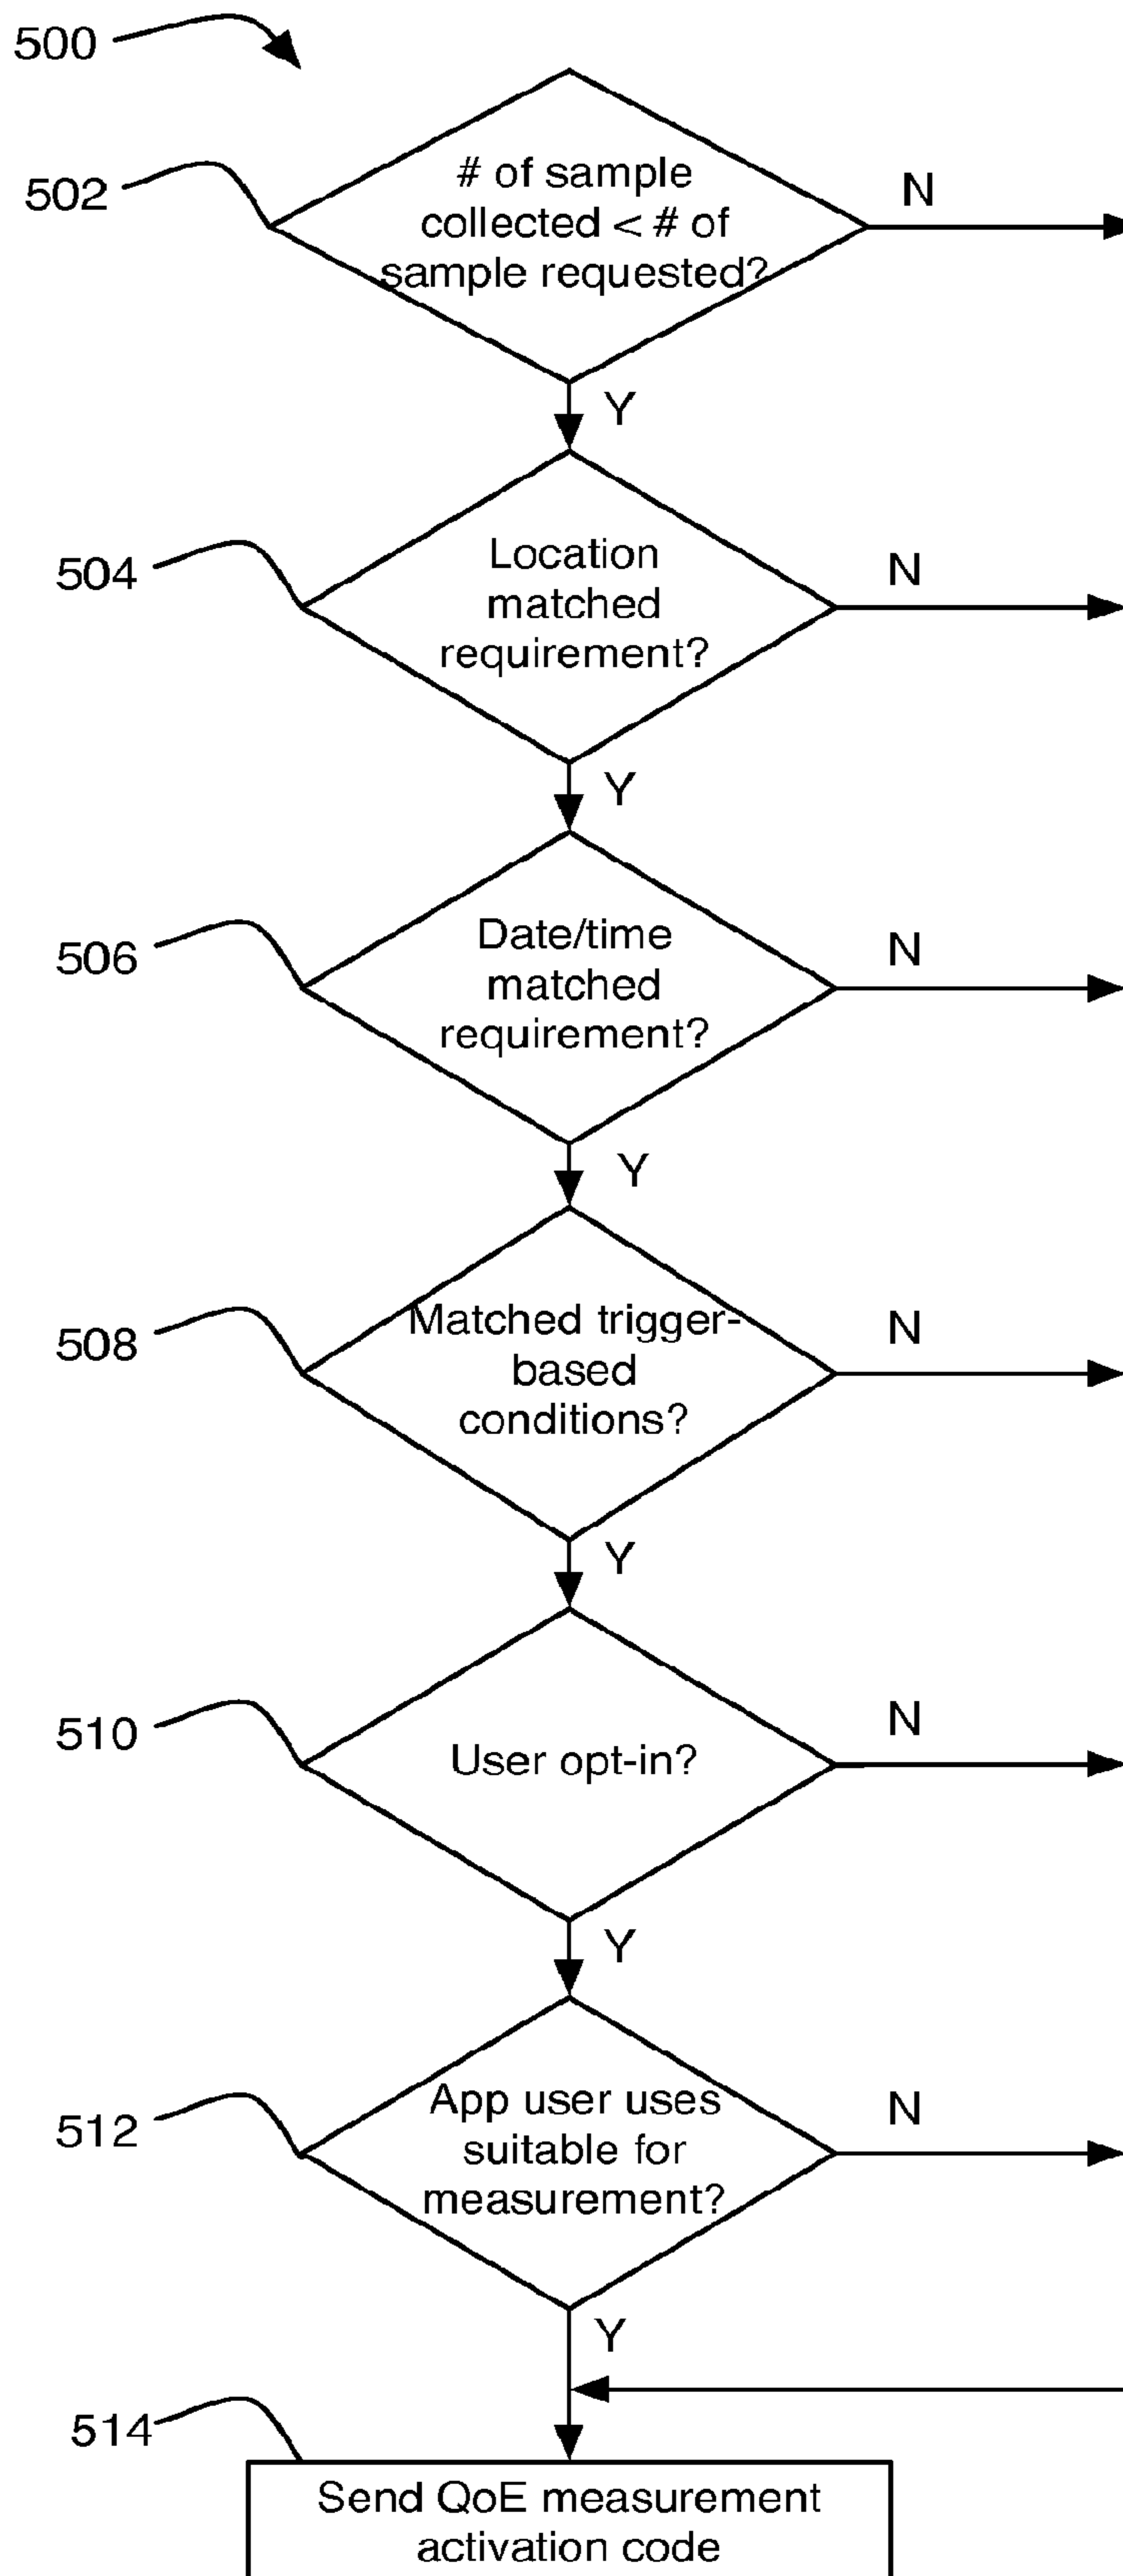 500
502
# of sample
collected < # of
sample requested?
N
Y
504
Location
matched
requirement?
N
Y
506
Date/time
matched
requirement?
N
Y
508
Matched trigger-
based
conditions?
N
Y
510
User opt-in?
N
Y
512
App user uses
suitable for
measurement?
N
Y
514
Send QoE measurement
activation code